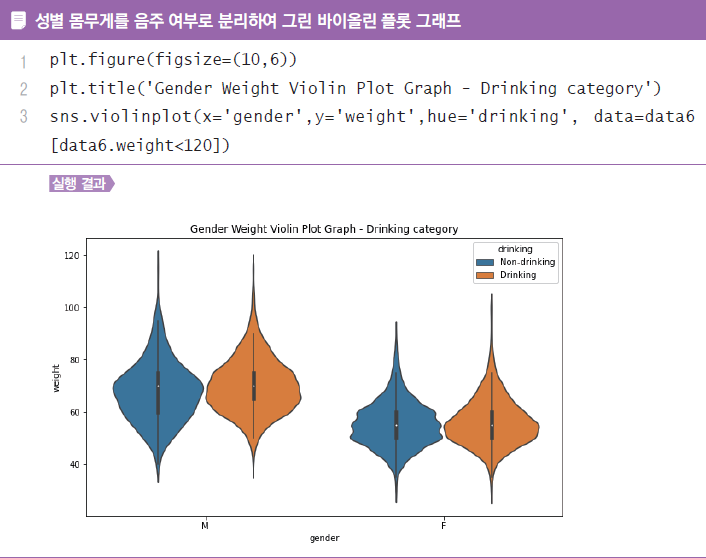 성별 몸무게를 음주 여부로 분리하여 그린 바이올린 플롯 그래프
1 plt.figure(figsize=(10,6))
2 plt.title('Gender Weight Violin Plot Graph - Drinking category')
3 sns.violinplot(x='gender',y='weight',hue='drinking', data=data6
[data6.weight<120])
실행 결과
Gender Weight Violin Plot Graph - Drinking category
drinking
Non-drinking
Drinking
120
100
80
60
40
weight
M F
gender